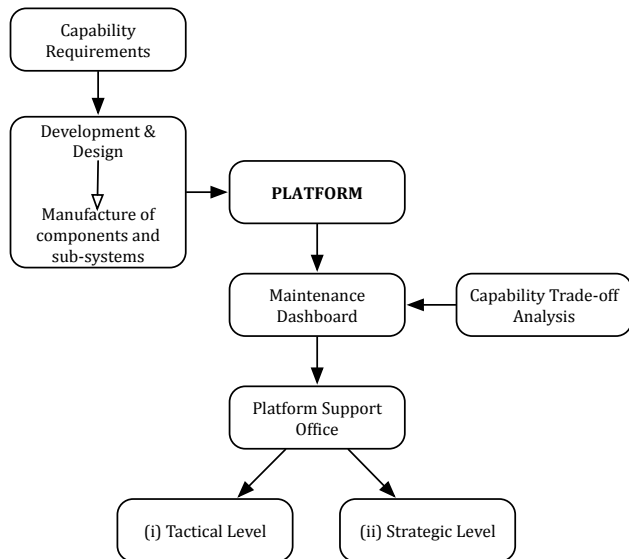 Capability
Requirements
Development &
Design
Manufacture of
components and
sub-systems
PLATFORM
Maintenance
Dashboard
Capability Trade-off
Analysis
Platform Support
Office
(i) Tactical Level
(ii) Strategic Level